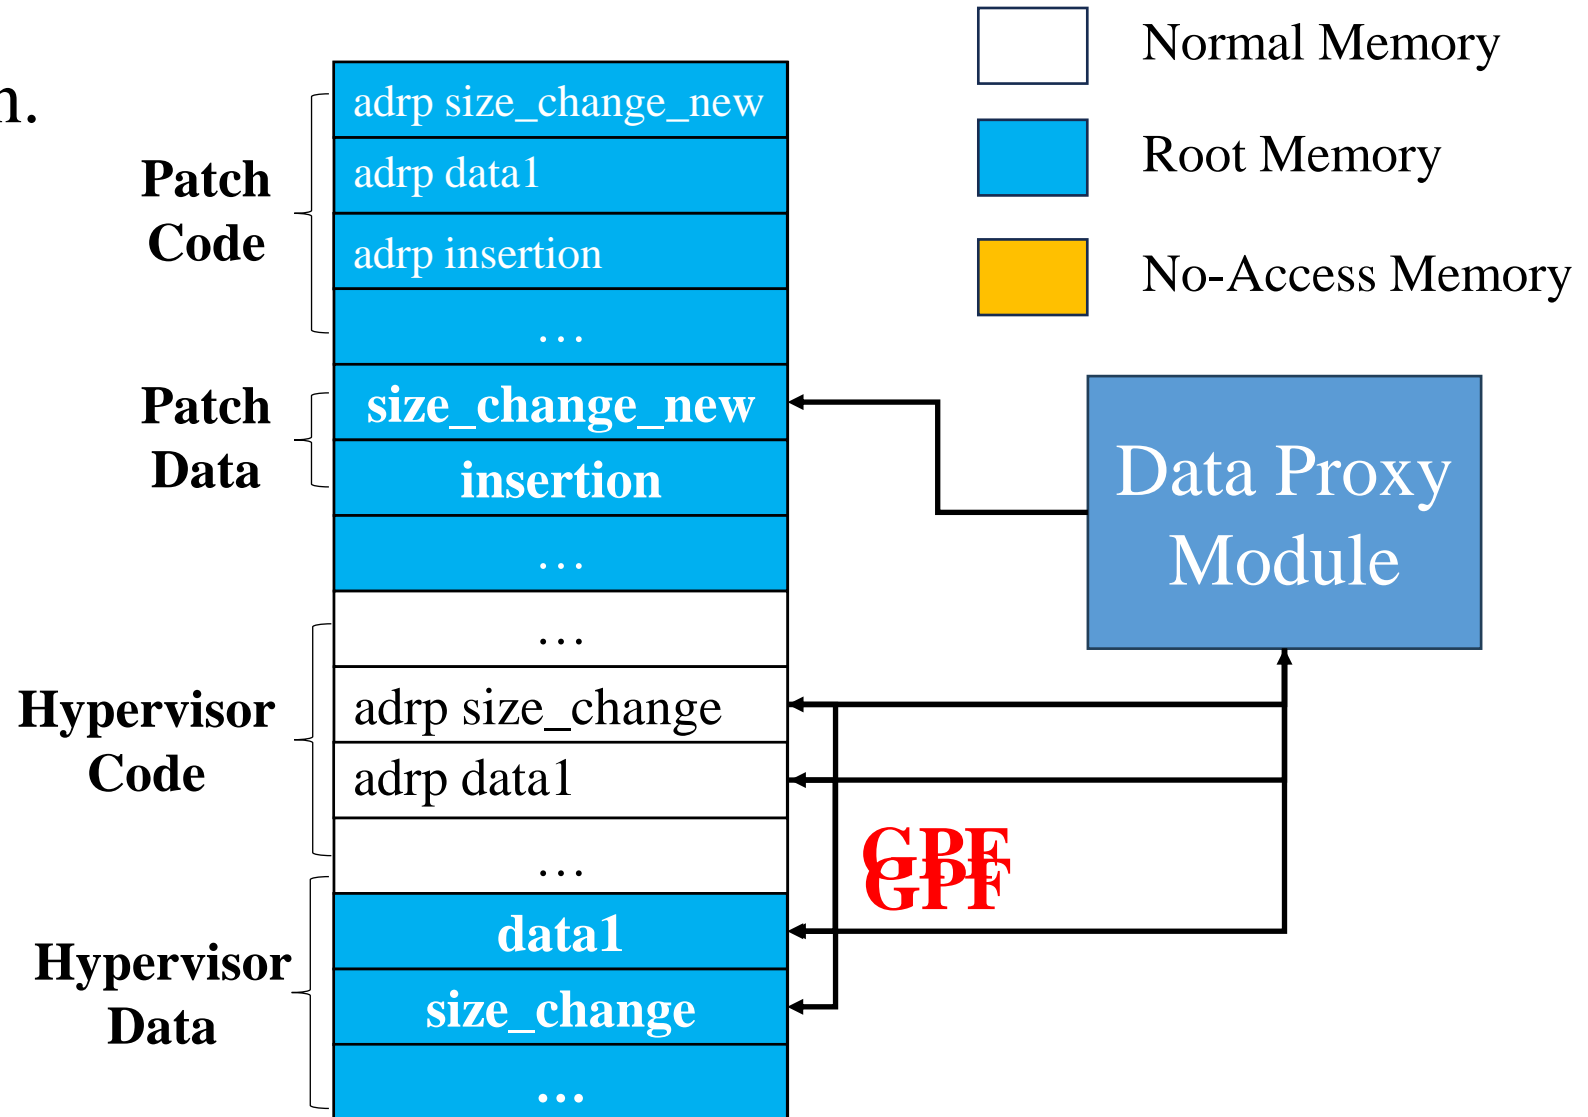 n.
Normal Memory
Root Memory
No-Access Memory
Patch
Code
adrp size_change_new
adrp data1
adrp insertion
…
Patch
Data
size_change_new
insertion
…
Data Proxy
Module
Hypervisor
Code
…
adrp size_change
adrp data1
…
GPF
GPF
Hypervisor
Data
data1
size_change
…